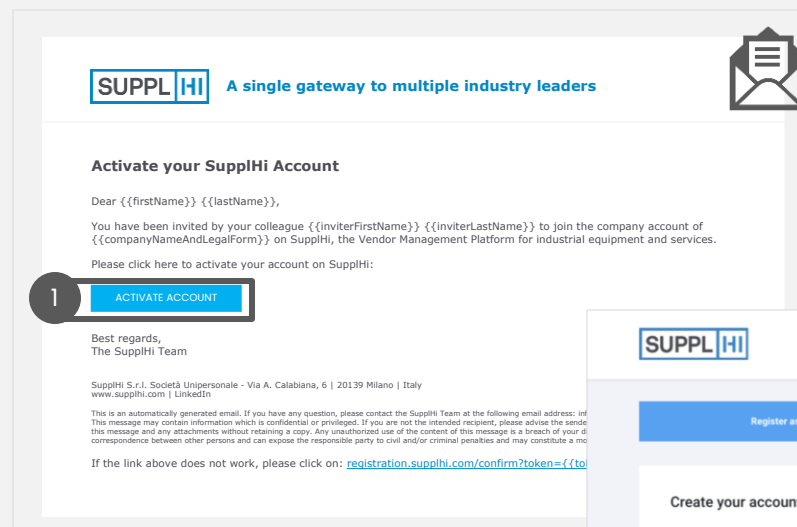 SUPPL HI
A single gateway to multiple industry leaders
Activate your SupplHi Account
Dear {{firstName}} {{lastName}},
You have been invited by your colleague {{inviterFirstName}} {{inviterLastName}} to join the company account of
{{companyNameAndLegalForm}} on SupplHi, the Vendor Management Platform for industrial equipment and services.
Please click here to activate your account on SupplHi:
1
ACTIVATE ACCOUNT
Best regards,
The SupplHi Team
SupplHi S.r.l. Società Unipersonale - Via A. Calabiana, 6 | 20139 Milano | Italy
www.supplhi.com | LinkedIn
This is an automatically generated email. If you have any question, please contact the SupplHi Team at the following email address:
This message may contain information which is confidential or privileged. If you are not the intended recipient, please advise the
this message and any attachments without retaining a copy. Any unauthorized use of the content of this message is a breach of your
correspondence between other persons and can expose the responsible party to civil and/or criminal penalties and may constitute a
If the link above does not work, please click on: registration.supplhi.com/confirm?token={{to
SUPPL HI
Register
Create your account